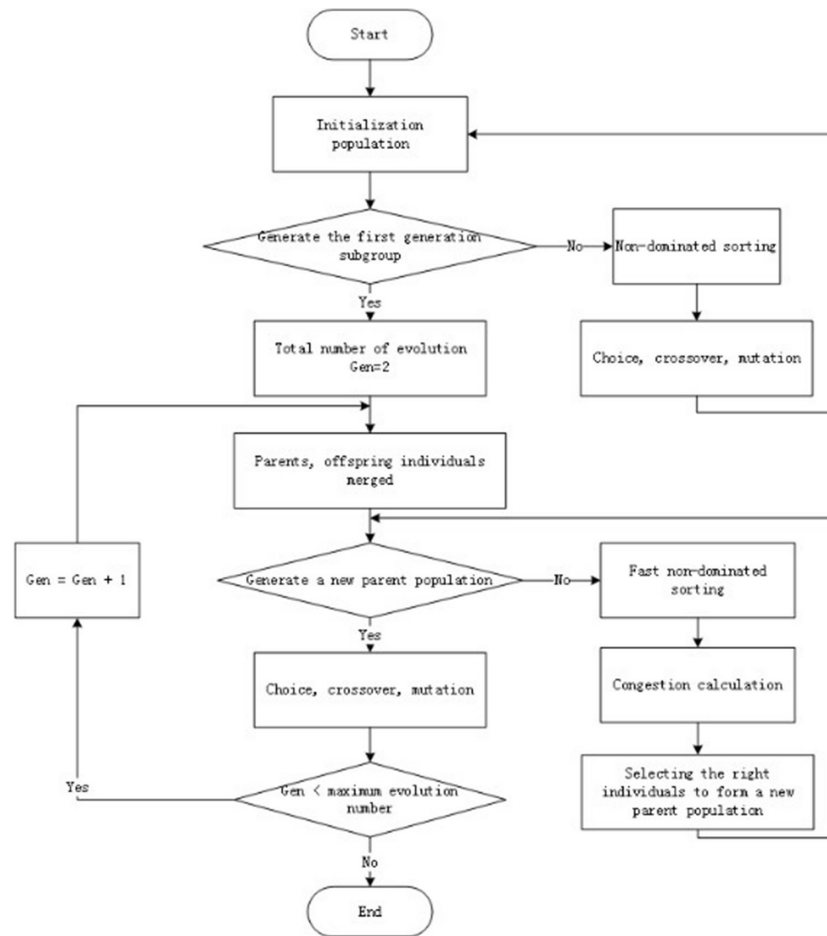 Start
Initialization
population
Generate the first generation
subgroup
No
Non-dominated sorting
Yes
Total number of evolution
Gen=2
Choice, crossover, mutation
Parents, offspring individuals
merged
Gen = Gen + 1
Generate a new parent population
No
Fast non-dominated
sorting
Yes
Choice, crossover, mutation
Congestion calculation
Yes
Gen < maximum evolution
number
Selecting the right
individuals to form a new
parent population
No
End